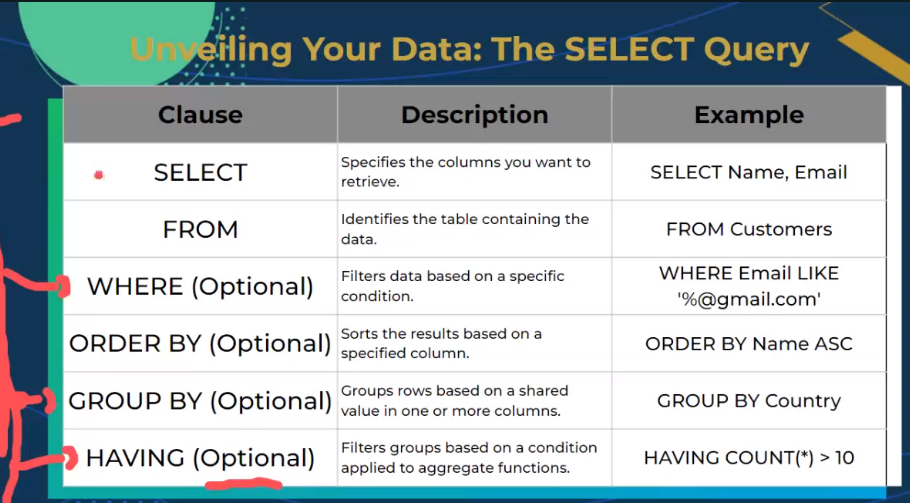 Unveiling Your Data: The SELECT Query
Clause Description Example
SELECT
Specifies the columns you want to
retrieve.
SELECT Name, Email
FROM
Identifies the table containing the
data.
FROM Customers
WHERE (Optional)
Filters data based on a specific
condition.
WHERE Email LIKE
'%@gmail.com'
ORDER BY (Optional)
Sorts the results based on a
specified column.
ORDER BY Name ASC
GROUP BY (Optional)
Groups rows based on a shared
value in one or more columns.
GROUP BY Country
HAVING (Optional)
Filters groups based on a condition
applied to aggregate functions.
HAVING COUNT(*) > 10